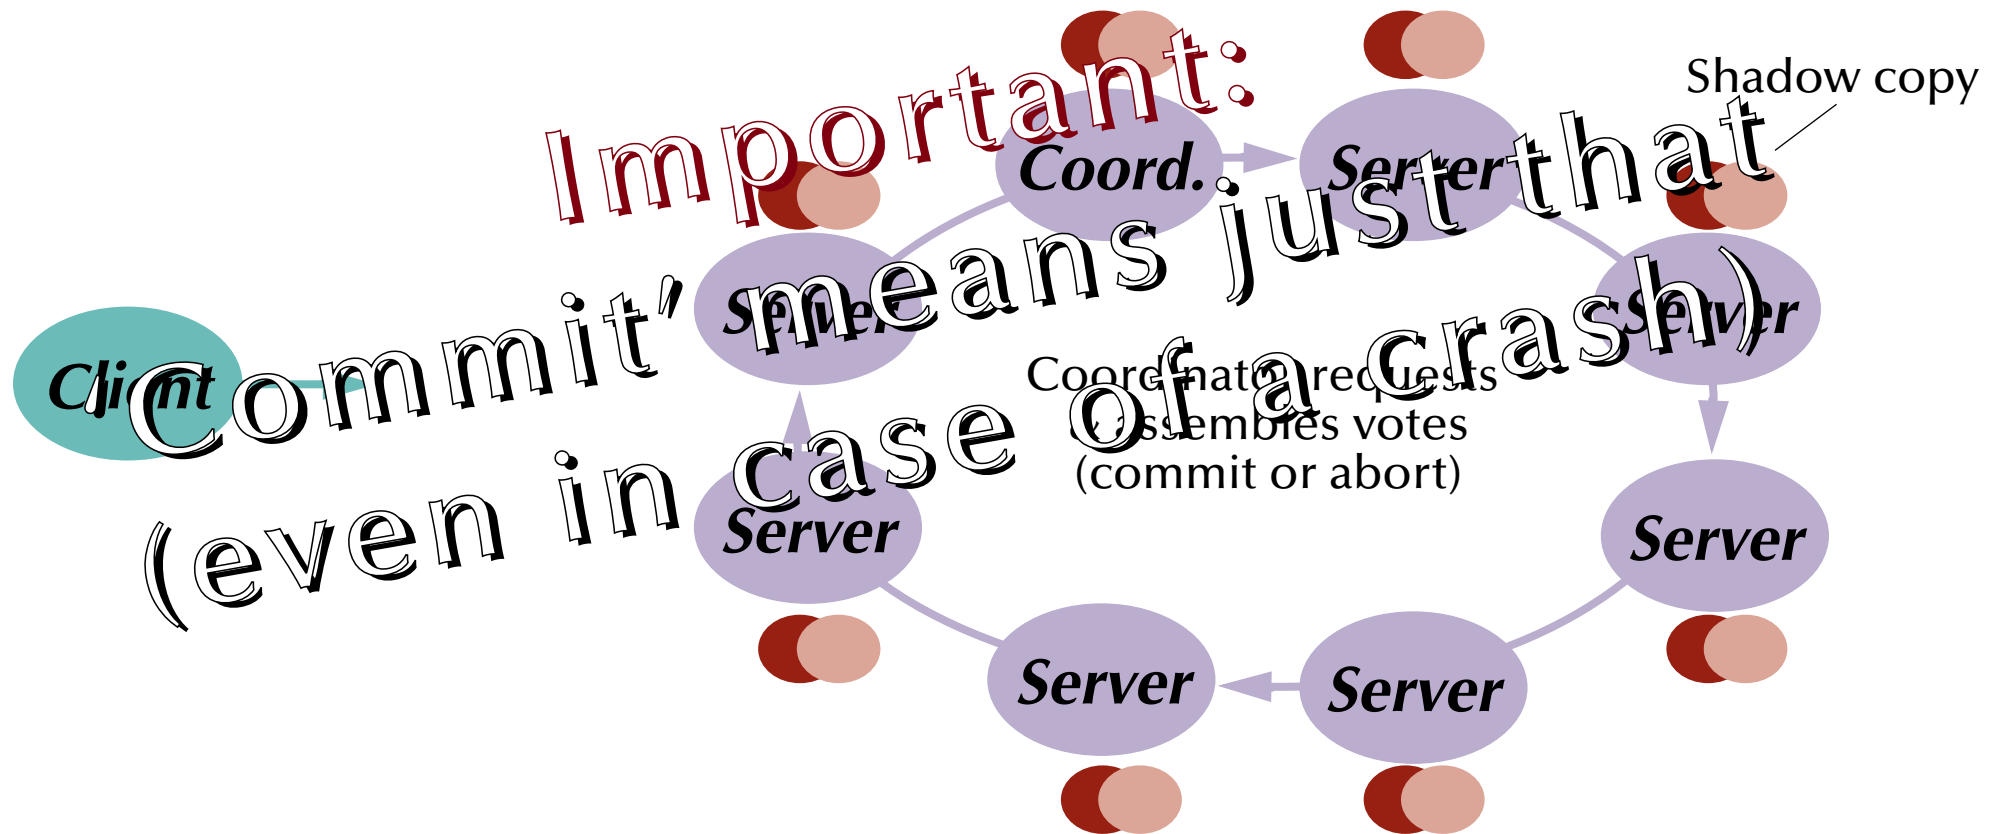 Important:
'Commit' means just that
(even in case of a crash)
Shadow copy
Coord.
Server
Server
Server
Client
Coordinator requests
& assembles votes
(commit or abort)
Server
Server
Server
Server